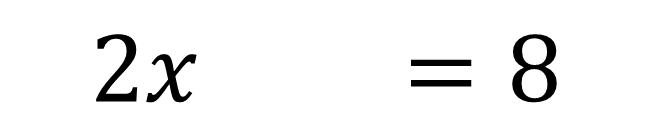 2x = 8